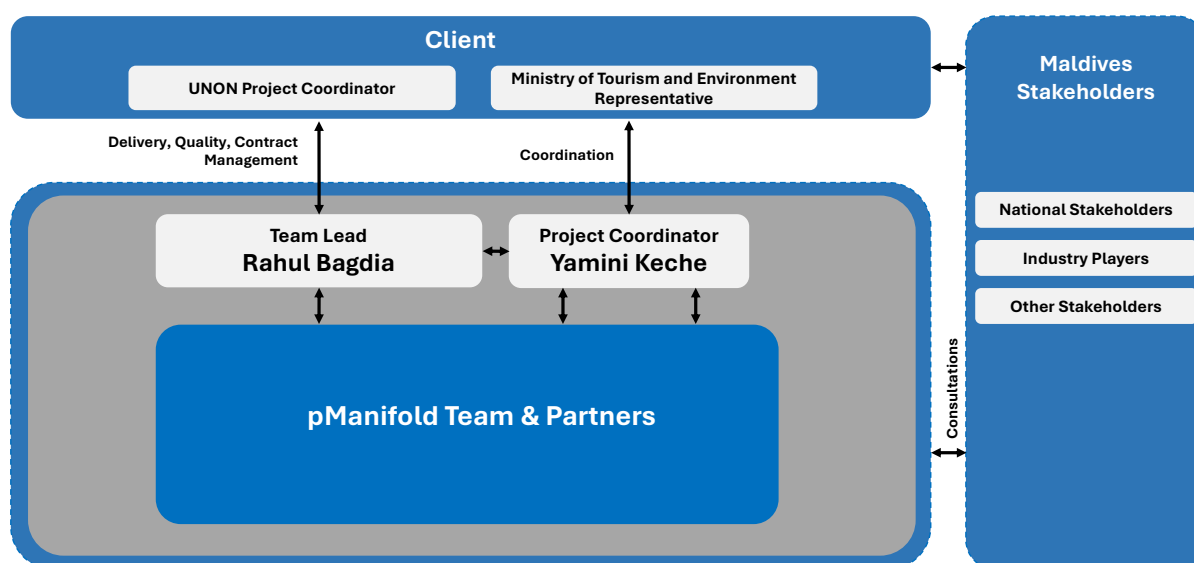 Client
UNON Project Coordinator
Ministry of Tourism and Environment
Representative
Delivery, Quality, Contract
Management
Coordination
Team Lead
Rahul Bagdia
Project Coordinator
Yamini Keche
pManifold Team & Partners
Consultations
Maldives
Stakeholders
National Stakeholders
Industry Players
Other Stakeholders